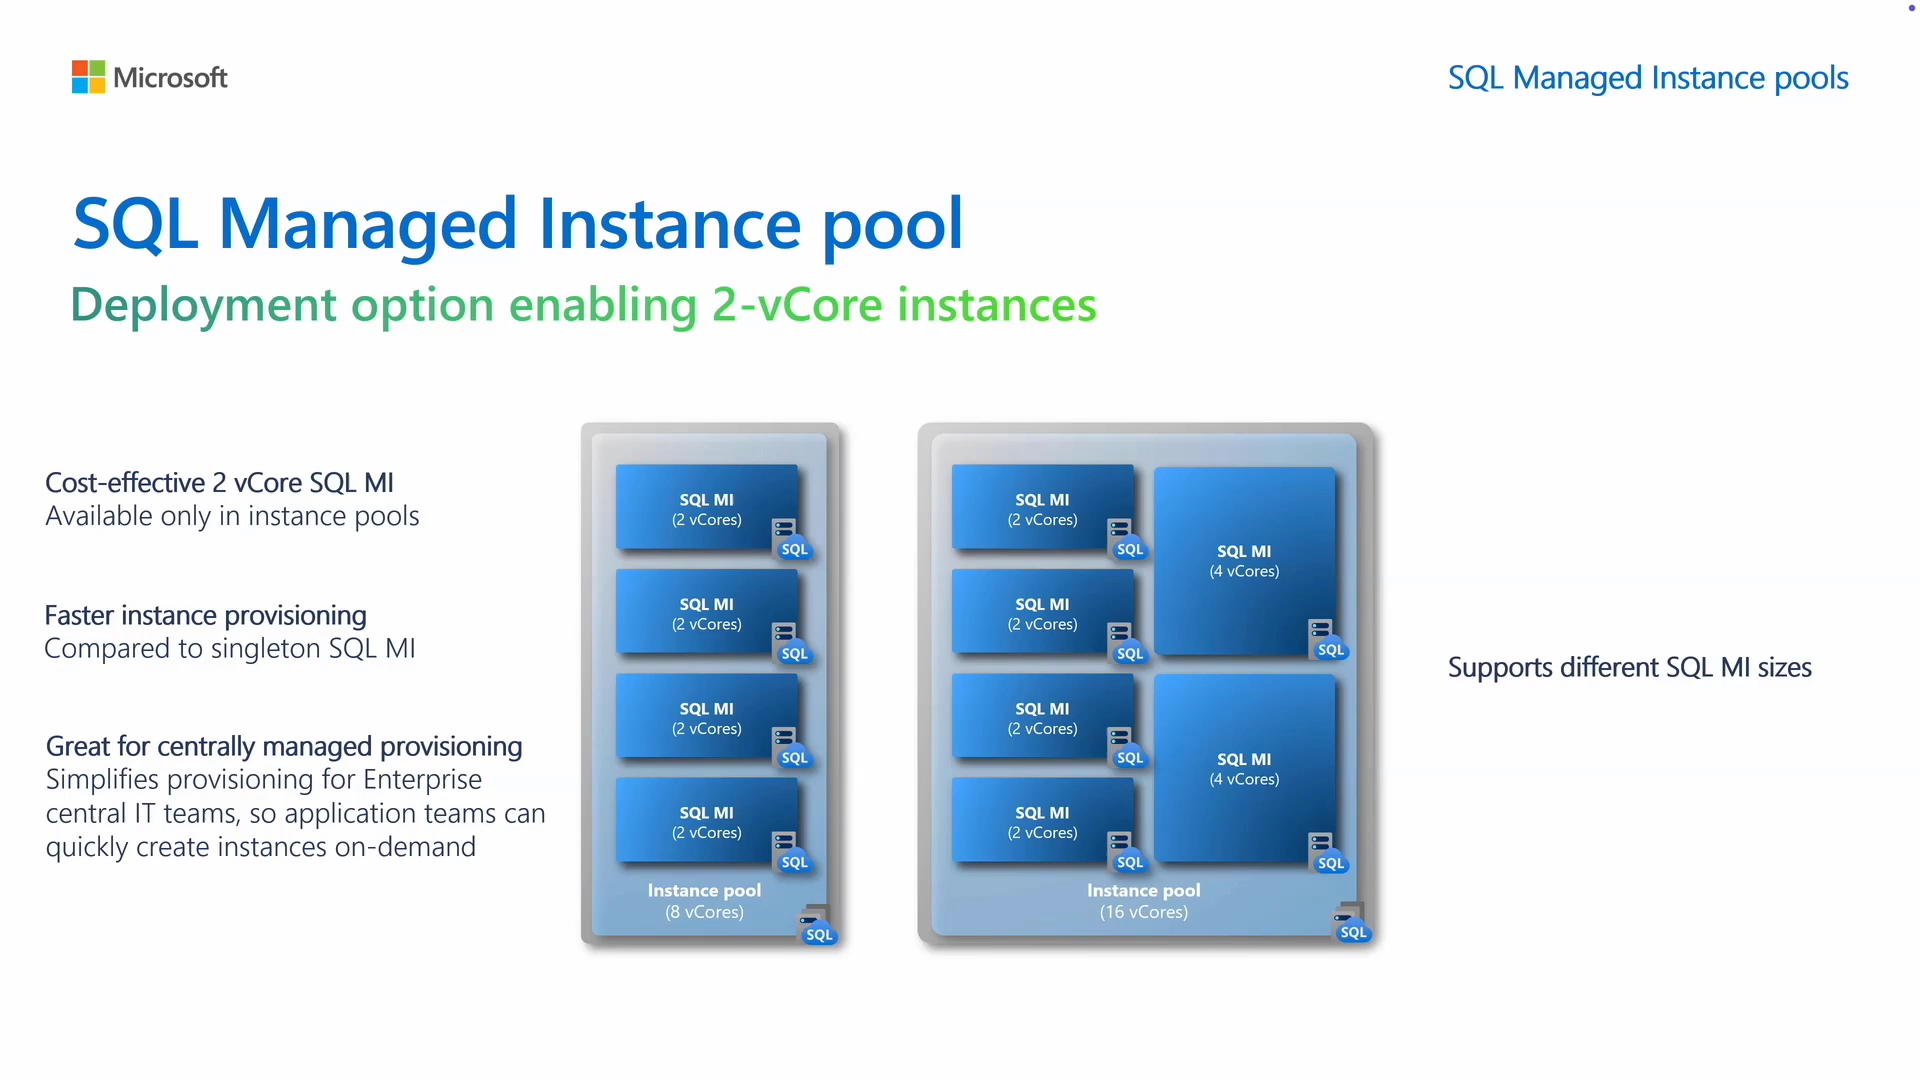 Microsoft
SQL Managed Instance pools
SQL Managed Instance pool
Deployment option enabling 2-vCore instances
Cost-effective 2 vCore SQL MI
Available only in instance pools
Faster instance provisioning
Compared to singleton SQL MI
Great for centrally managed provisioning
Simplifies provisioning for Enterprise
central IT teams, so application teams can
quickly create instances on-demand
SQL MI
(2 vCores)
SQL
SQL MI
(2 vCores)
SQL
SQL MI
(2 vCores)
SQL
SQL MI
(2 vCores)
SQL
Instance pool
(8 vCores)
SQL
SQL MI
(2 vCores)
SQL
SQL MI
(2 vCores)
SQL
SQL MI
(2 vCores)
SQL
SQL MI
(2 vCores)
SQL
SQL MI
(4 vCores)
SQL
SQL MI
(4 vCores)
SQL
Instance pool
(16 vCores)
SQL
Supports different SQL MI sizes